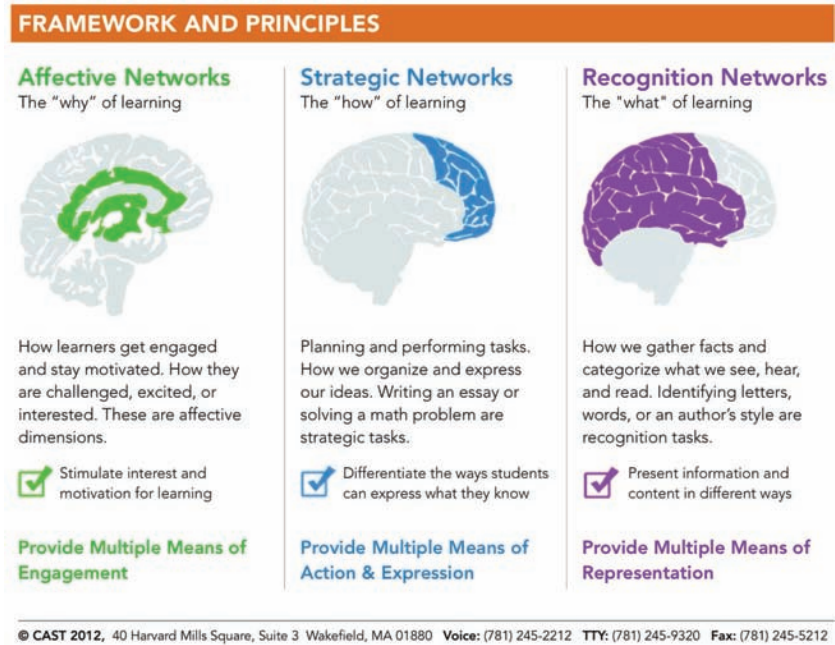 FRAMEWORK AND PRINCIPLES
Affective Networks
The “why” of learning
How learners get engaged
and stay motivated. How they
are challenged, excited, or
interested. These are affective
dimensions.
Stimulate interest and
motivation for learning
Provide Multiple Means of
Engagement
Strategic Networks
The “how” of learning
Planning and performing tasks.
How we organize and express
our ideas. Writing an essay or
solving a math problem are
strategic tasks.
Differentiate the ways students
can express what they know
Provide Multiple Means of
Action & Expression
Recognition Networks
The "what" of learning
How we gather facts and
categorize what we see, hear,
and read. Identifying letters,
words, or an author’s style are
recognition tasks.
Present information and
content in different ways
Provide Multiple Means of
Representation
© CAST 2012, 40 Harvard Mills Square, Suite 3 Wakefield, MA 01880 Voice: (781) 245-2212 TTY: (781) 245-9320 Fax: (781) 245-5212